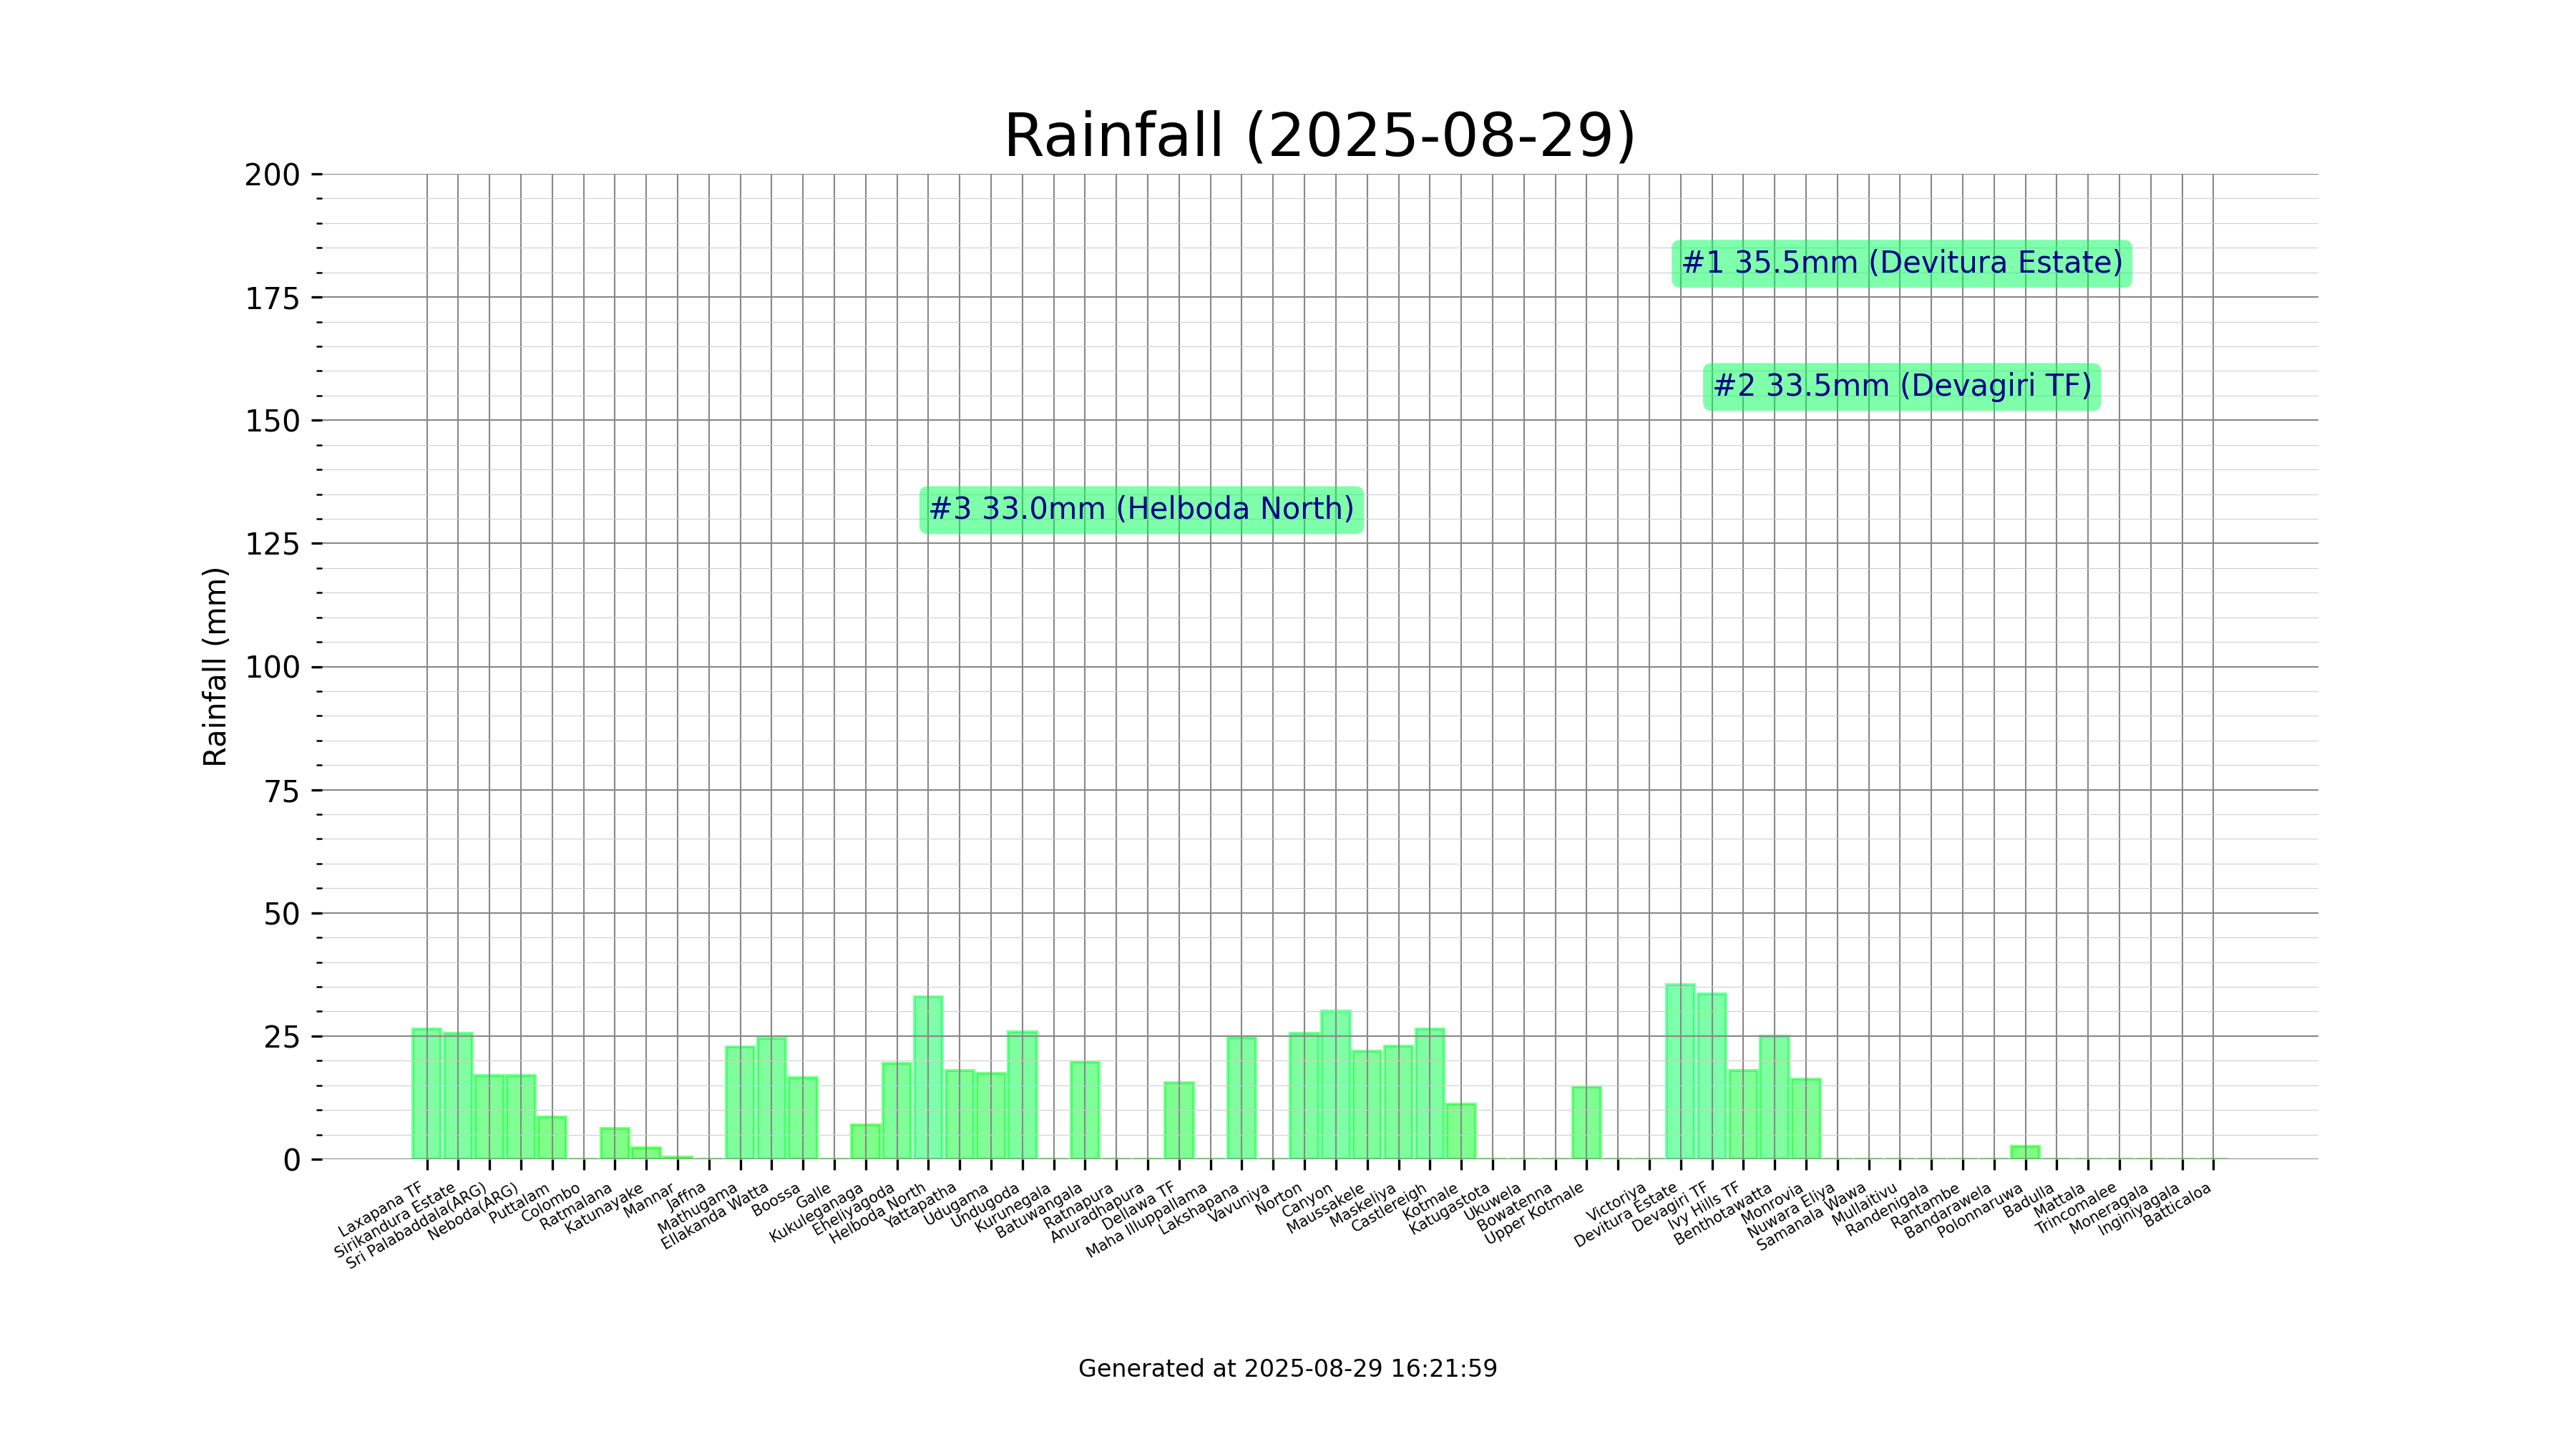 Rainfall (2025-08-29)
200
175
150
125
100
75
50
25
0
Rainfall (mm)
#1 35.5mm (Devitura Estate)
#2 33.5mm (Devagiri TF)
#3 33.0mm (Helboda North)
Laxapana TF
Sirikandura Estate
Sri Palabaddala(ARG)
Neboda(ARG)
Puttalam
Colombo
Ratmalana
Katunayake
Mannar
Jaffna
Mathugama
Ellakanda Watta
Boossa
Galle
Kukuleganaga
Eheliyagoda
Helboda North
Yattapatha
Udugama
Undugoda
Kurunegala
Batuwangala
Ratnapura
Anuradhapura
Dellawa TF
Maha Illuppallama
Lakshapana
Vavuniya
Norton
Canyon
Maussakele
Maskeliya
Castlereigh
Kotmale
Katugastota
Ukuwela
Bowatenna
Upper Kotmale
Victoriya
Devitura Estate
Devagiri TF
Ivy Hills TF
Benthotawatta
Monrovia
Nuwara Eliya
Samanala Wawa
Mullaitivu
Randenigala
Rantambe
Bandarawela
Polonnaruwa
Badulla
Mattala
Trincomalee
Moneragala
Inginiyagala
Batticaloa
Generated at 2025-08-29 16:21:59